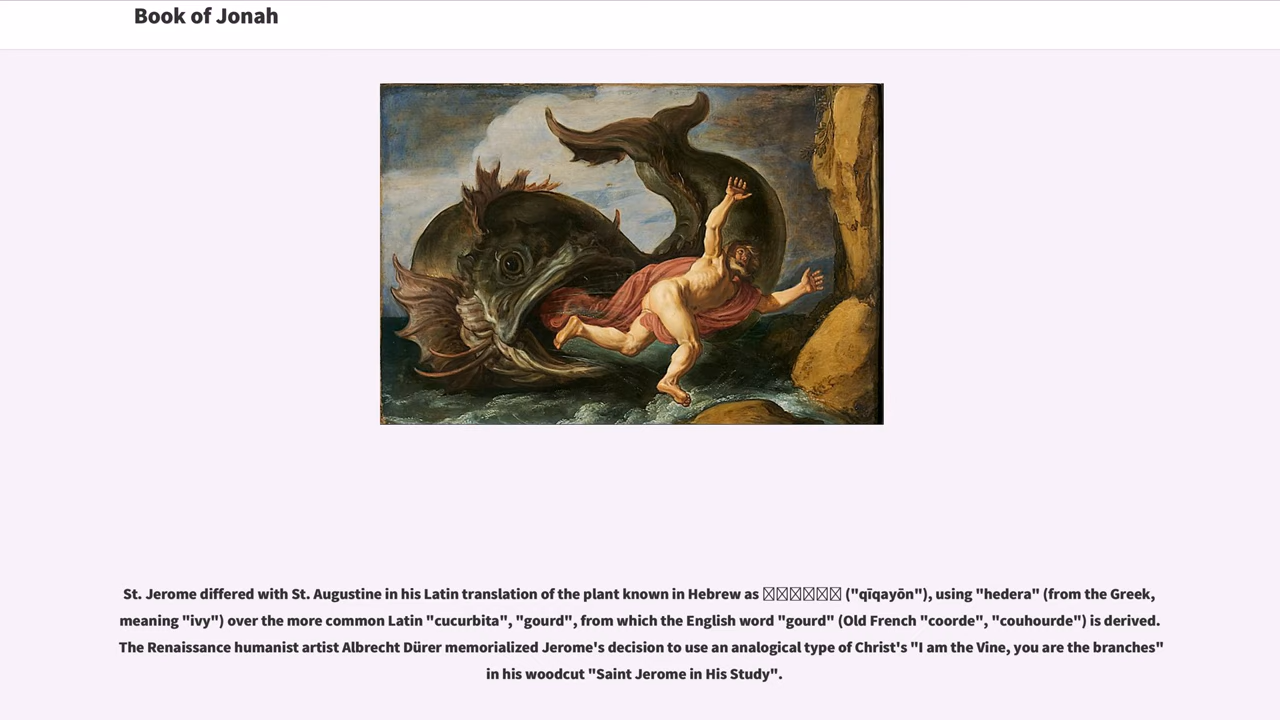 Book of Jonah
St. Jerome differed with St. Augustine in his Latin translation of the plant known in Hebrew as ("qīqayōn"), using "hedera" (from the Greek,
meaning "ivy") over the more common Latin "cucurbita", "gourd", from which the English word "gourd" (Old French "coorde", "couhourde") is derived.
The Renaissance humanist artist Albrecht Dürer memorialized Jerome's decision to use an analogical type of Christ's "I am the Vine, you are the branches"
in his woodcut "Saint Jerome in His Study".